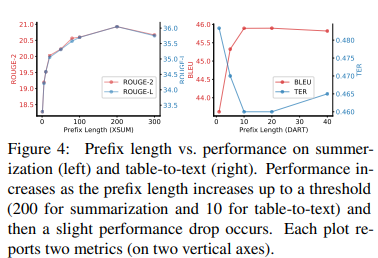 21.0
20.5
20.0
19.5
19.0
18.5
ROUGE-2
36.0
35.5
35.0
34.5
34.0
33.5
ROUGE-L
ROUGE-2
ROUGE-L
0 100 200 300
Prefix Length (XSUM)
46.0
45.5
45.0
44.5
44.0
BLEU
0.480
0.475
0.470
0.465
0.460
TER
BLEU
TER
0 10 20 30 40
Prefix Length (DART)
Figure 4: Prefix length vs. performance on summer-
ization (left) and table-to-text (right). Performance in-
creases as the prefix length increases up to a threshold
(200 for summarization and 10 for table-to-text) and
then a slight performance drop occurs. Each plot re-
ports two metrics (on two vertical axes).